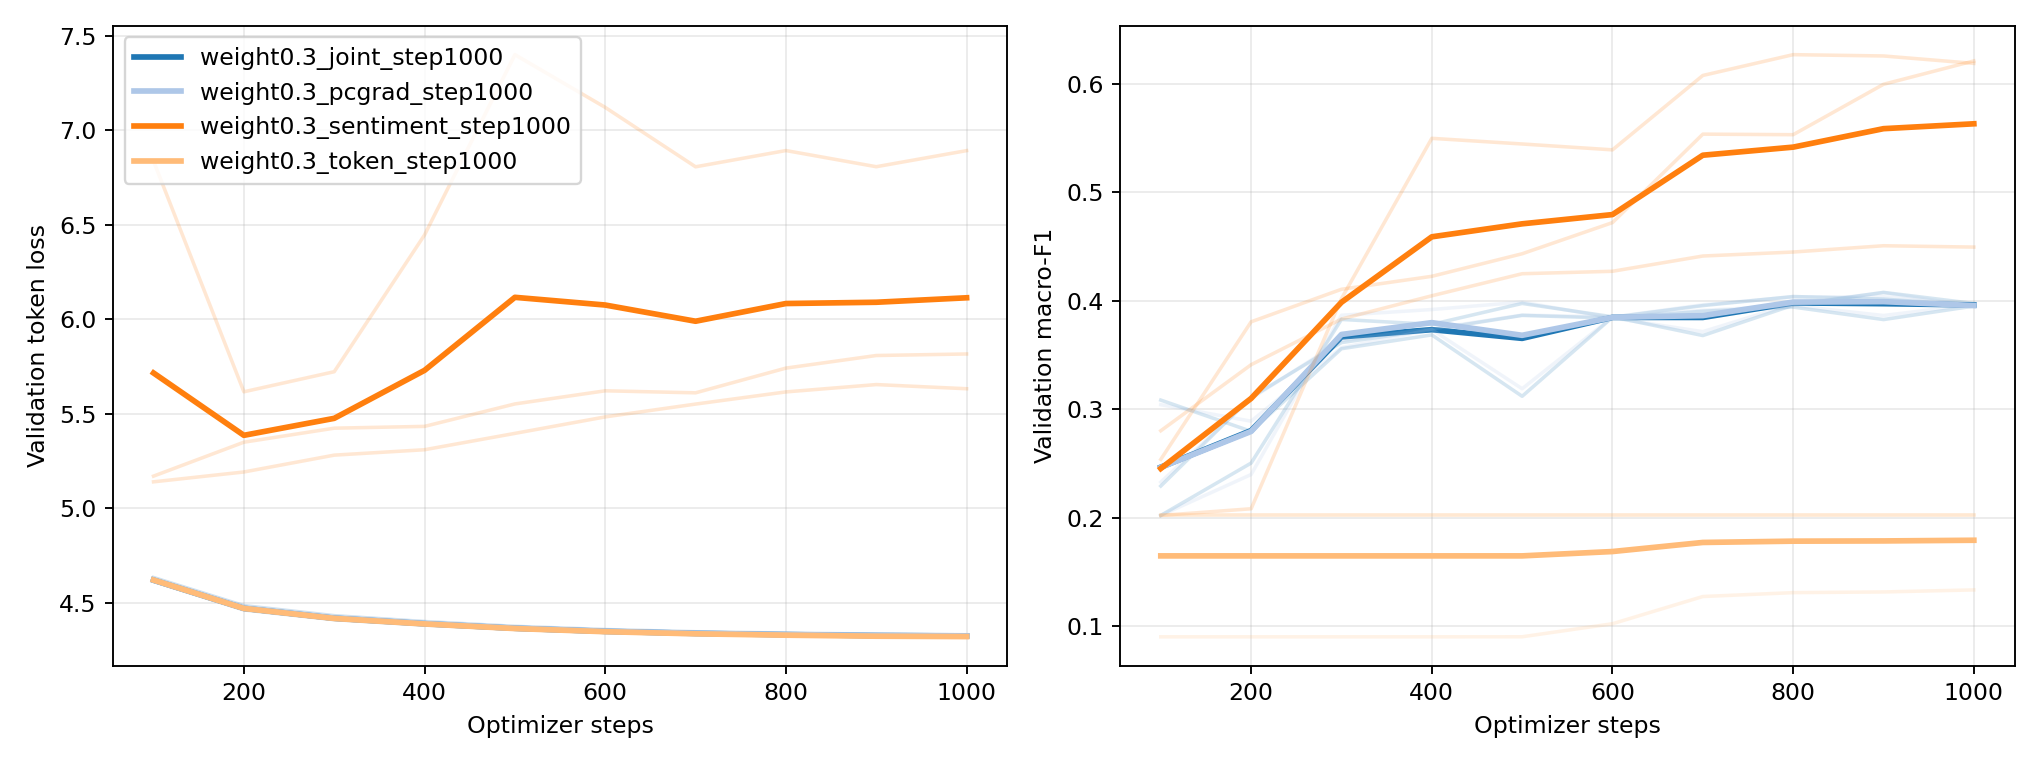 7.5
7.0
6.5
6.0
5.5
5.0
4.5
Validation token loss
weight0.3_joint_step1000
weight0.3_pcgrad_step1000
weight0.3_sentiment_step1000
weight0.3_token_step1000
200
400
600
800
1000
Optimizer steps
0.6
0.5
0.4
0.3
0.2
0.1
Validation macro-F1
200
400
600
800
1000
Optimizer steps